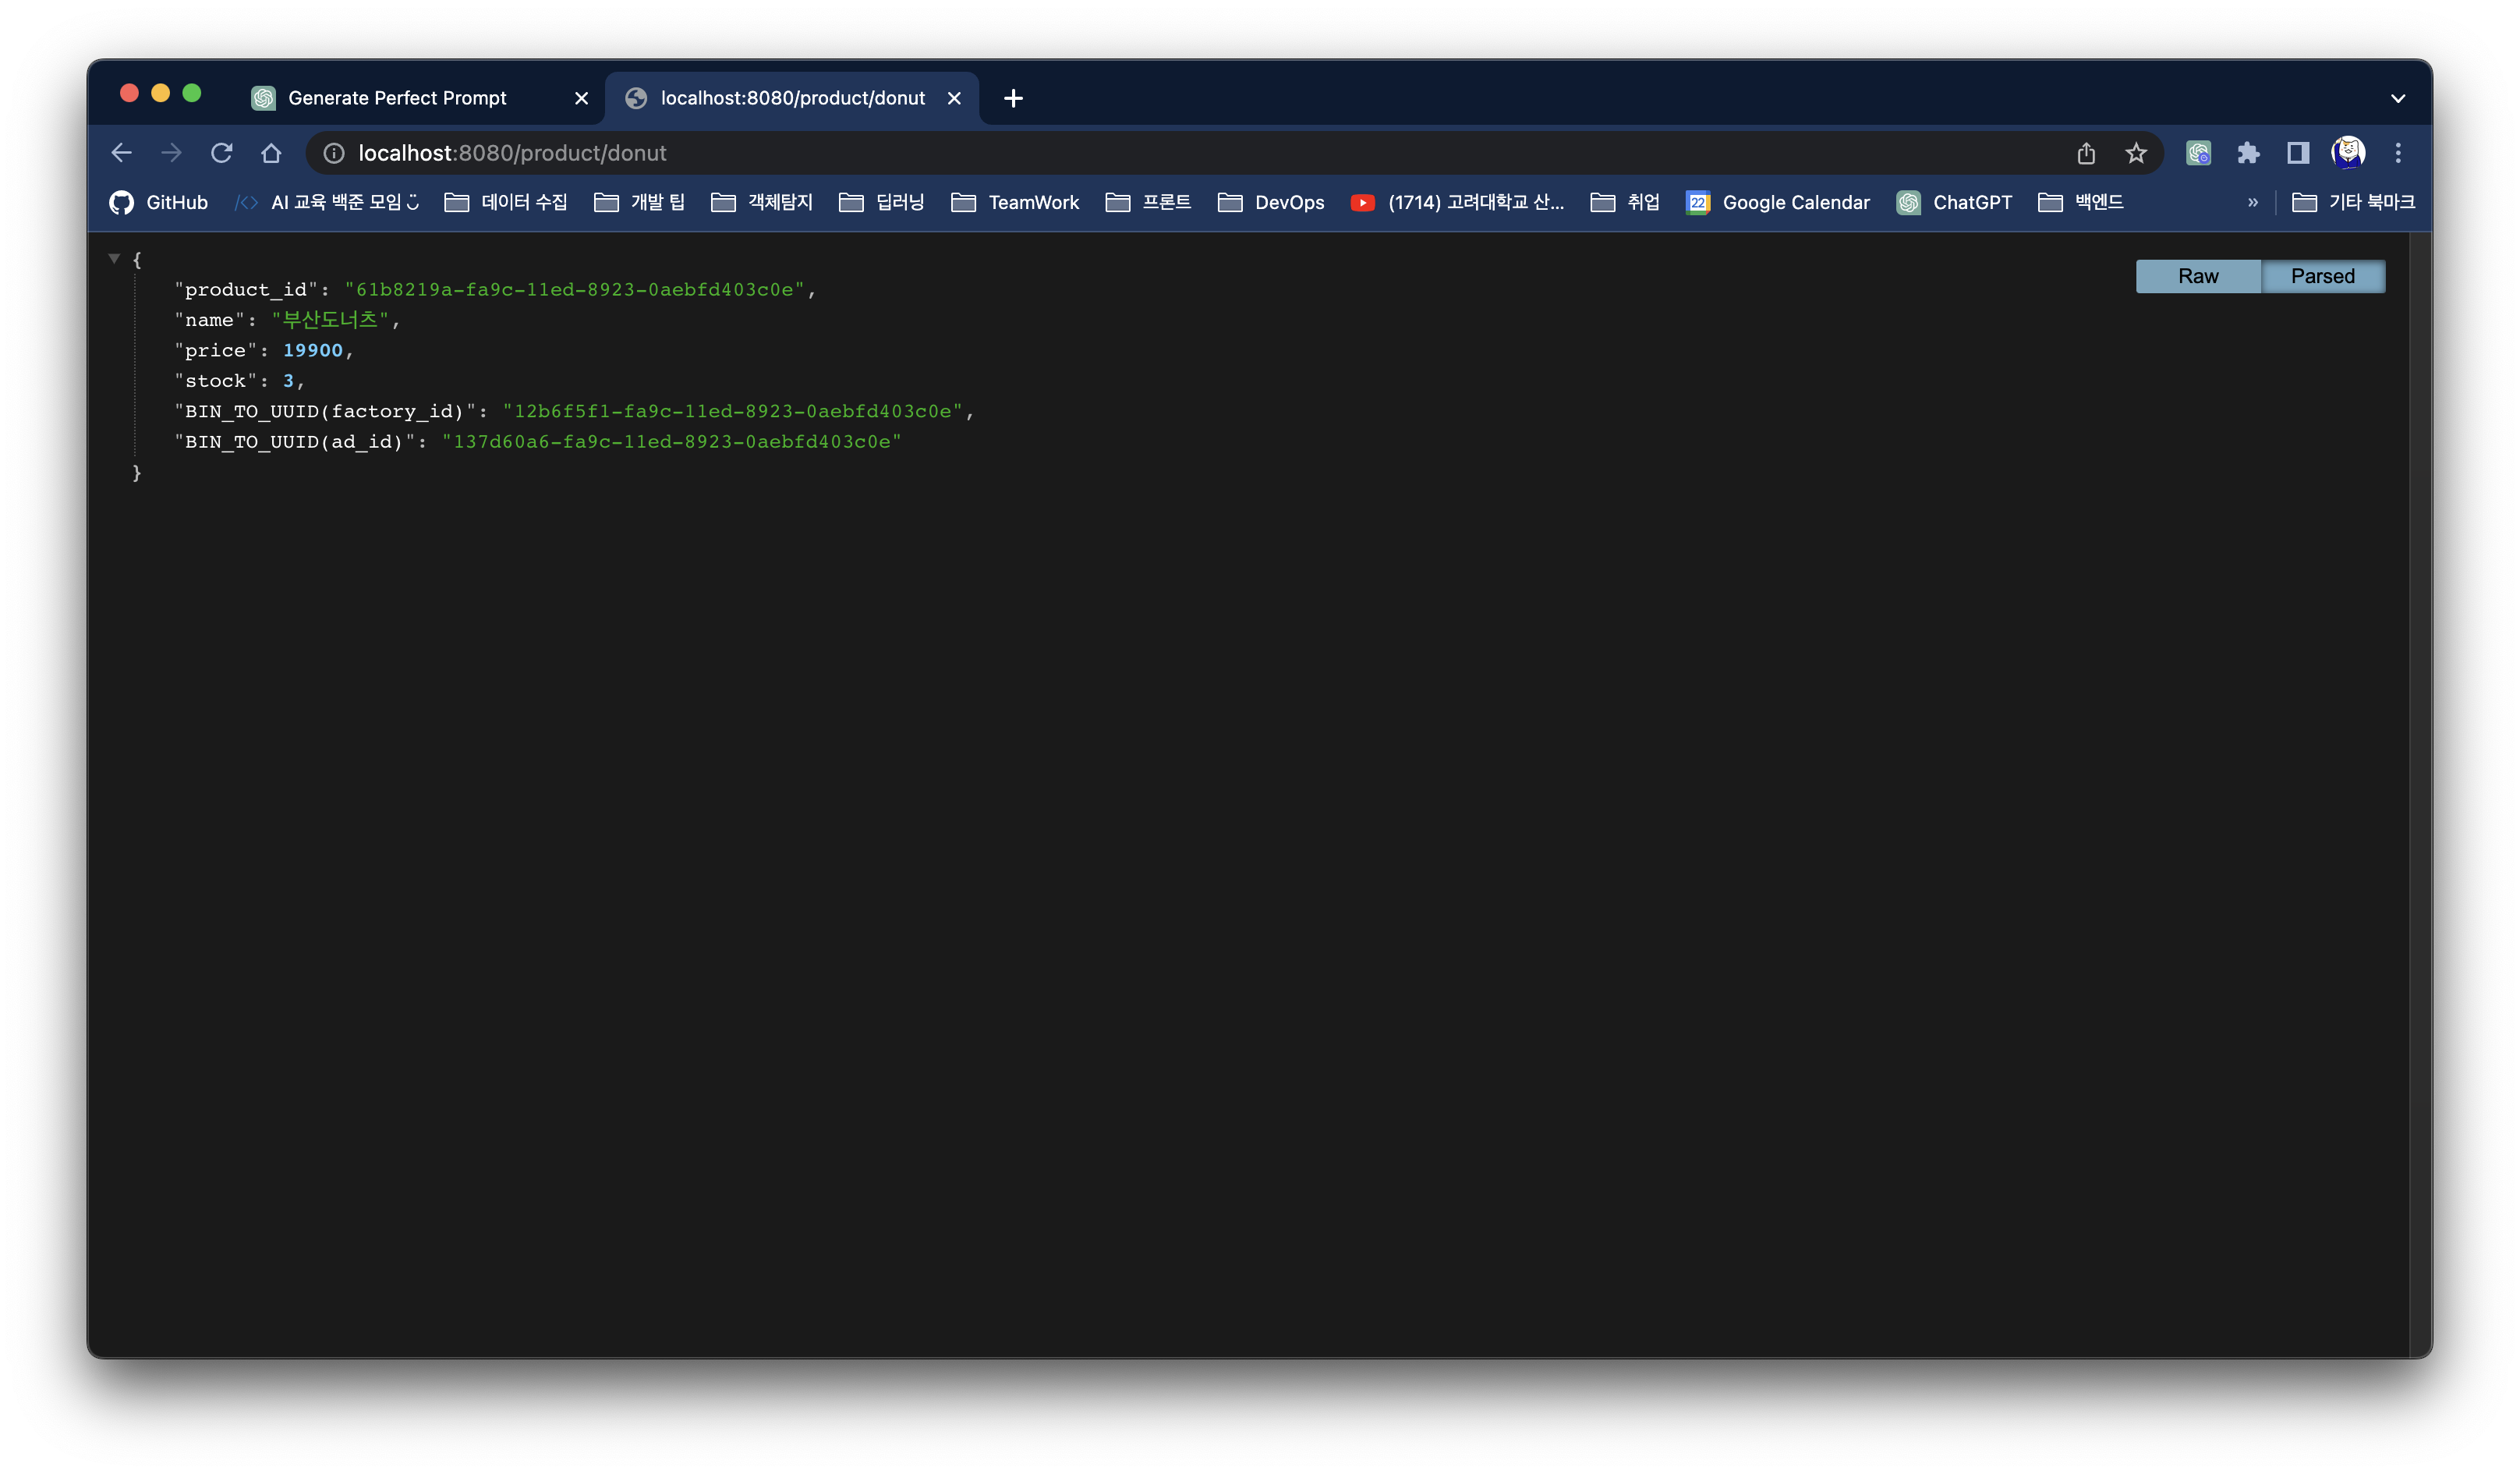 Generate Perfect Prompt
localhost:8080/product/donut
localhost:8080/product/donut
GitHub
AI 교육 백준 모임
데이터 수집
개발 팁
객체탐지
딥러닝
TeamWork
프론트
DevOps
(1714) 고려대학교 산...
취업
22
Google Calendar
ChatGPT
백엔드
»
기타 북마크
Raw
Parsed
{
"product_id": "61b8219a-fa9c-11ed-8923-0aebfd403c0e",
"name": "부산도너츠",
"price": 19900,
"stock": 3,
"BIN_TO_UUID(factory_id)": "12b6f5f1-fa9c-11ed-8923-0aebfd403c0e",
"BIN_TO_UUID(ad_id)": "137d60a6-fa9c-11ed-8923-0aebfd403c0e"
}